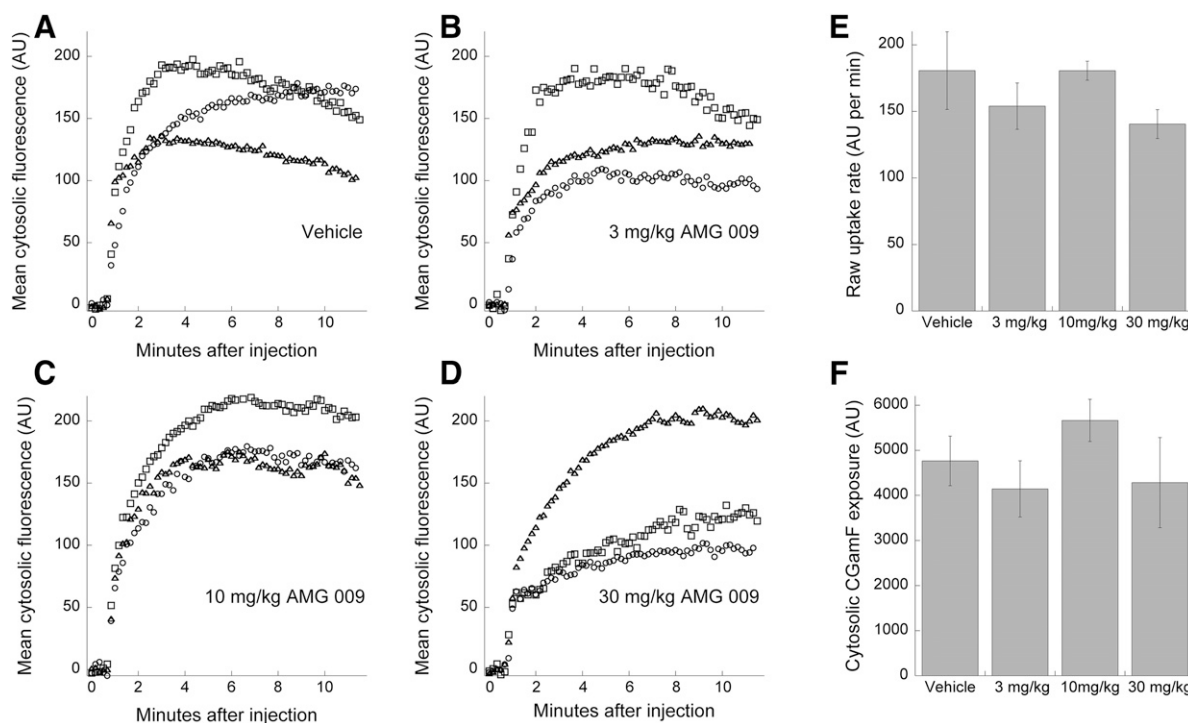 A
Mean cytosolic fluorescence (AU)
200
150
100
50
0
Vehicle
0 2 4 6 8 10
Minutes after injection
B
Mean cytosolic fluorescence (AU)
200
150
100
50
0
3 mg/kg AMG 009
0 2 4 6 8 10
Minutes after injection
C
Mean cytosolic fluorescence (AU)
200
150
100
50
0
10 mg/kg AMG 009
0 2 4 6 8 10
Minutes after injection
D
Mean cytosolic fluorescence (AU)
200
150
100
50
0
30 mg/kg AMG 009
0 2 4 6 8 10
Minutes after injection
E
Raw uptake rate (AU per min)
200
150
100
50
0
Vehicle 3 mg/kg 10mg/kg 30 mg/kg
F
Cytosolic CGamF exposure (AU)
6000
5000
4000
3000
2000
1000
0
Vehicle 3 mg/kg 10mg/kg 30 mg/kg